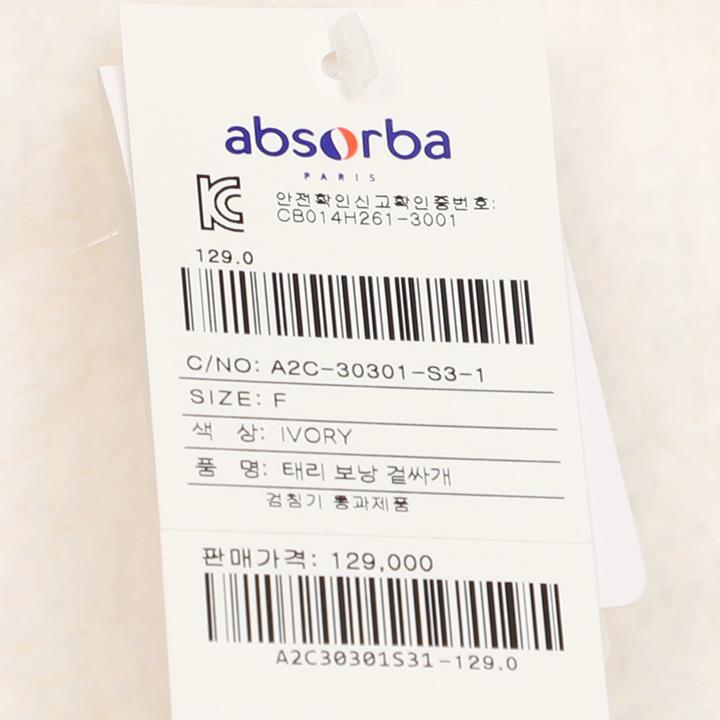 absorba
PARIS
안전확인신고확인증번호:
CB014H261-3001
129.0
C/NO: A2C-30301-S3-1
SIZE: F
색 상: IVORY
품 명: 태리 보낭 겉싸개
검침기 통과제품
판매가격: 129,000
A2C30301S31-129.0